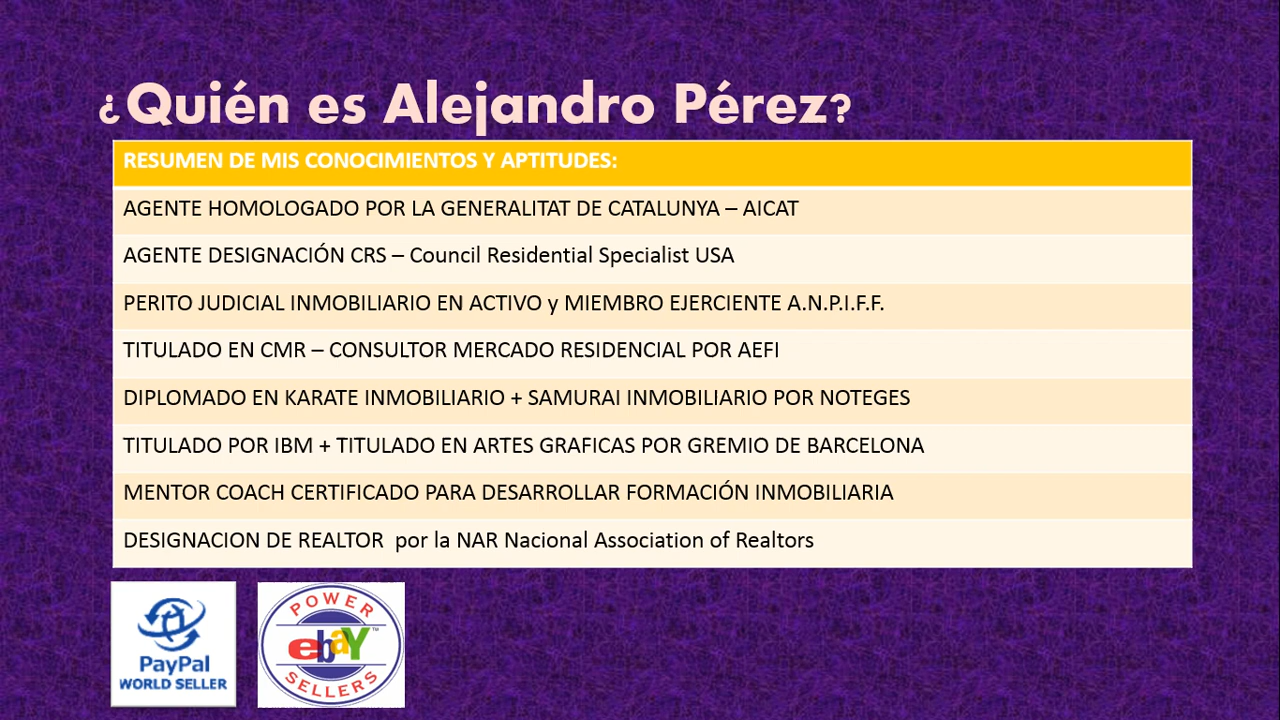 ¿Quién es Alejandro Pérez?
RESUMEN DE MIS CONOCIMIENTOS Y APTITUDES:
AGENTE HOMOLOGADO POR LA GENERALITAT DE CATALUNYA – AICAT
AGENTE DESIGNACIÓN CRS – Council Residential Specialist USA
PERITO JUDICIAL INMOBILIARIO EN ACTIVO y MIEMBRO EJERCIENTE A.N.P.I.F.F.
TITULADO EN CMR – CONSULTOR MERCADO RESIDENCIAL POR AEFI
DIPLOMADO EN KARATE INMOBILIARIO + SAMURAI INMOBILIARIO POR NOTEGES
TITULADO POR IBM + TITULADO EN ARTES GRAFICAS POR GREMIO DE BARCELONA
MENTOR COACH CERTIFICADO PARA DESARROLLAR FORMACIÓN INMOBILIARIA
DESIGNACION DE REALTOR por la NAR Nacional Association of Realtors
PayPal
WORLD SELLER
POWER
ebaY™
SELLERS